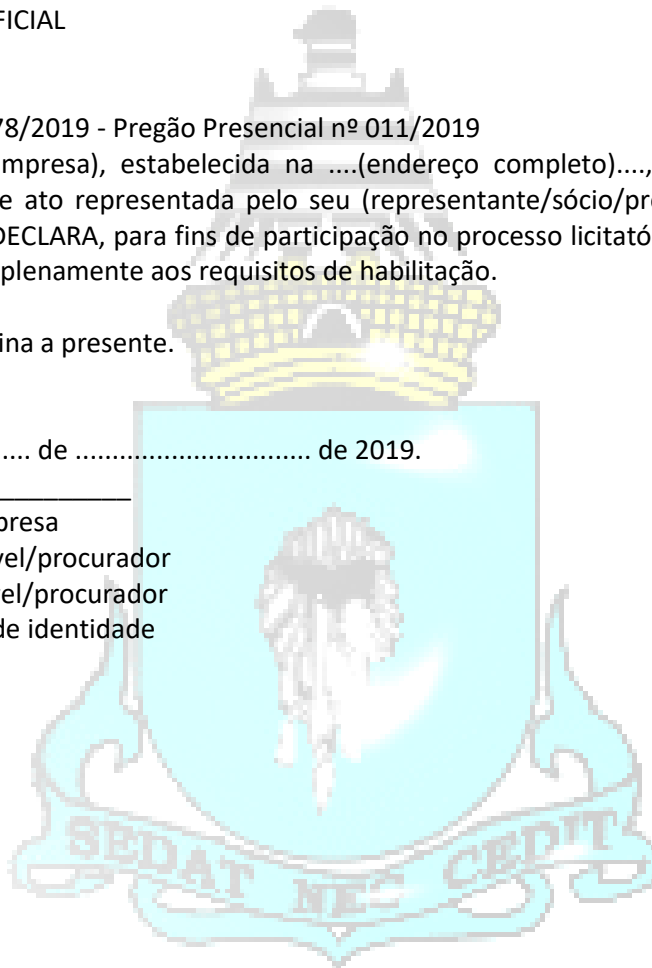 FICIAL
78/2019 - Pregão Presencial nº 011/2019
mpresa), estabelecida na ....(endereço completo)....,
e ato representada pelo seu (representante/sócio/pro
DECLARA, para fins de participação no processo licitató
plenamente aos requisitos de habilitação.
ina a presente.
.... de ................................ de 2019.
presa
vel/procurador
vel/procurador
de identidade
SEDAT NEC CEDIT